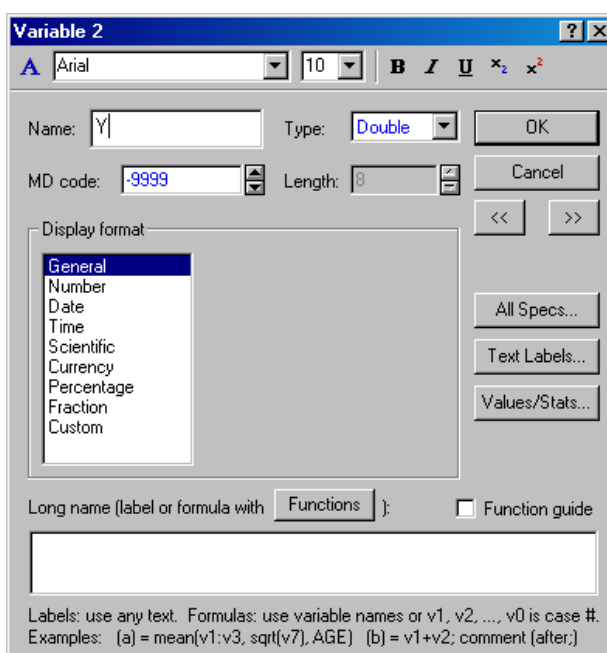 Variable 2 ? ×
A Arial 10 B I U ×₂ ×²
Name: Y Type: Double OK
MD code: -9999 Length: 8 Cancel
<< >>
Display format
General
Number
Date
Time
Scientific
Currency
Percentage
Fraction
Custom
All Specs...
Text Labels...
Values/Stats...
Long name (label or formula with Functions ): Function guide
Labels: use any text. Formulas: use variable names or v1, v2, ..., v0 is case #.
Examples: (a) = mean(v1:v3, sqrt(v7), AGE) (b) = v1+v2; comment (after;)